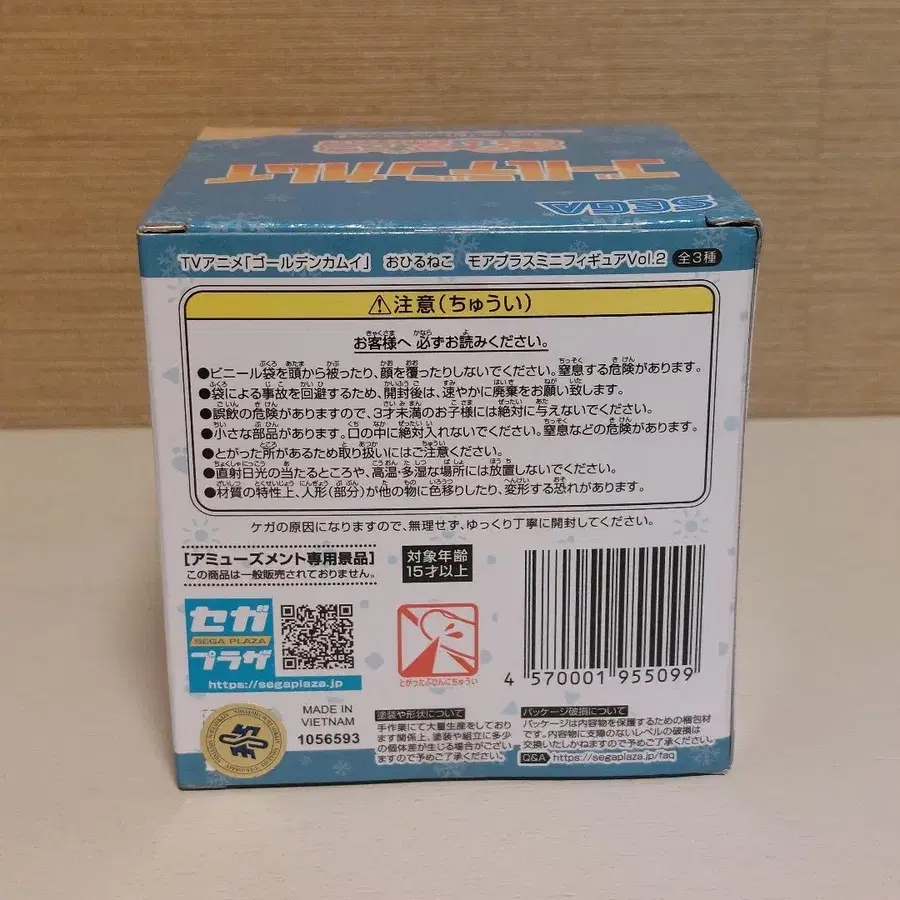 ゴールデンカムイ
SEGA
TVアニメ「ゴールデンカムイ」 おひるねこ モアプラスミニフィギュアVol.2 全3種
⚠注意(ちゅうい)
お客様へ 必ずお読みください。
●ビニール袋を頭から被ったり、顔を覆ったりしないでください。窒息する危険があります。
●袋による事故を回避するため、開封後は、速やかに廃棄をお願い致します。
●誤飲の危険がありますので、3才未満のお子様には絶対に与えないでください。
●小さな部品があります。口の中に絶対入れないでください。窒息などの危険があります。
●とがった所があるため取り扱いにはご注意ください。
●直射日光の当たるところや、高温・多湿な場所には放置しないでください。
●材質の特性上、人形(部分)が他の物に色移りしたり、変形する恐れがあります。
ケガの原因になりますので、無理せず、ゆっくり丁寧に開封してください。
[アミューズメント専用景品]
この商品は一般販売されておりません。
対象年齢
15才以上
セガ
SEGA PLAZA
プラザ
https://segaplaza.jp
とがったぶひんにちゅうい
4 570001 955099
MADE IN
VIETNAM
1056593
塗装や形状について
手作業にて大量生産をしており
ます関係上、塗装や組立に多少
の個体差が生じる場合がござい
ますので予めご了承ください。
パッケージ破損について
パッケージは内容物を保護するための梱包材
です。内容物に支障のないレベルの破損は
交換いたしかねますので予めご了承ください。
Q&A https://segaplaza.jp/faq